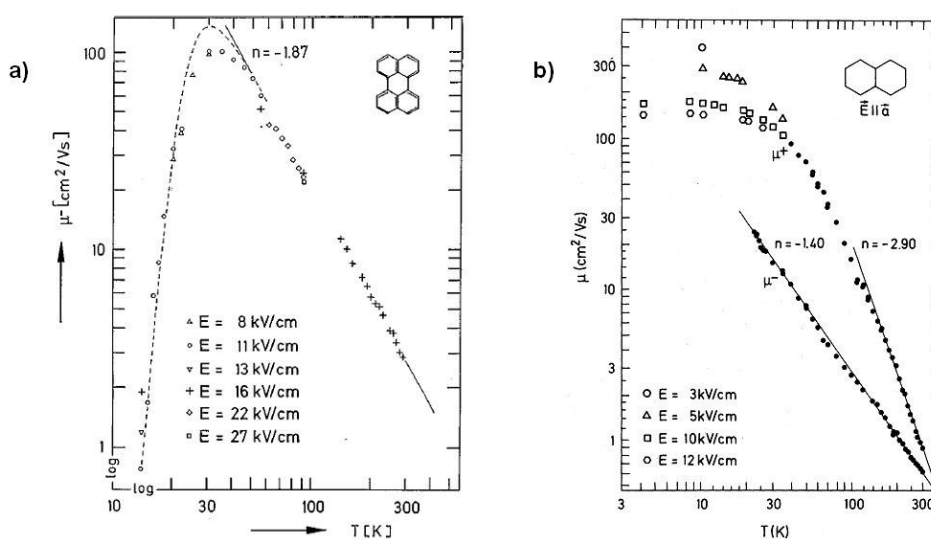 a)
n = -1.87
μ⁻ [cm²/Vs]
100
10
1
log
log
10
30
100
300
T [K]
△ E = 8 kV/cm
○ E = 11 kV/cm
▽ E = 13 kV/cm
+ E = 16 kV/cm
◇ E = 22 kV/cm
□ E = 27 kV/cm
b)
E⃗ ∥ a⃗
μ (cm²/Vs)
300
100
30
10
3
1
μ⁺
μ⁻
n = -1.40
n = -2.90
○ E = 3kV/cm
△ E = 5kV/cm
□ E = 10kV/cm
○ E = 12kV/cm
3
10
30
100
300
T(K)